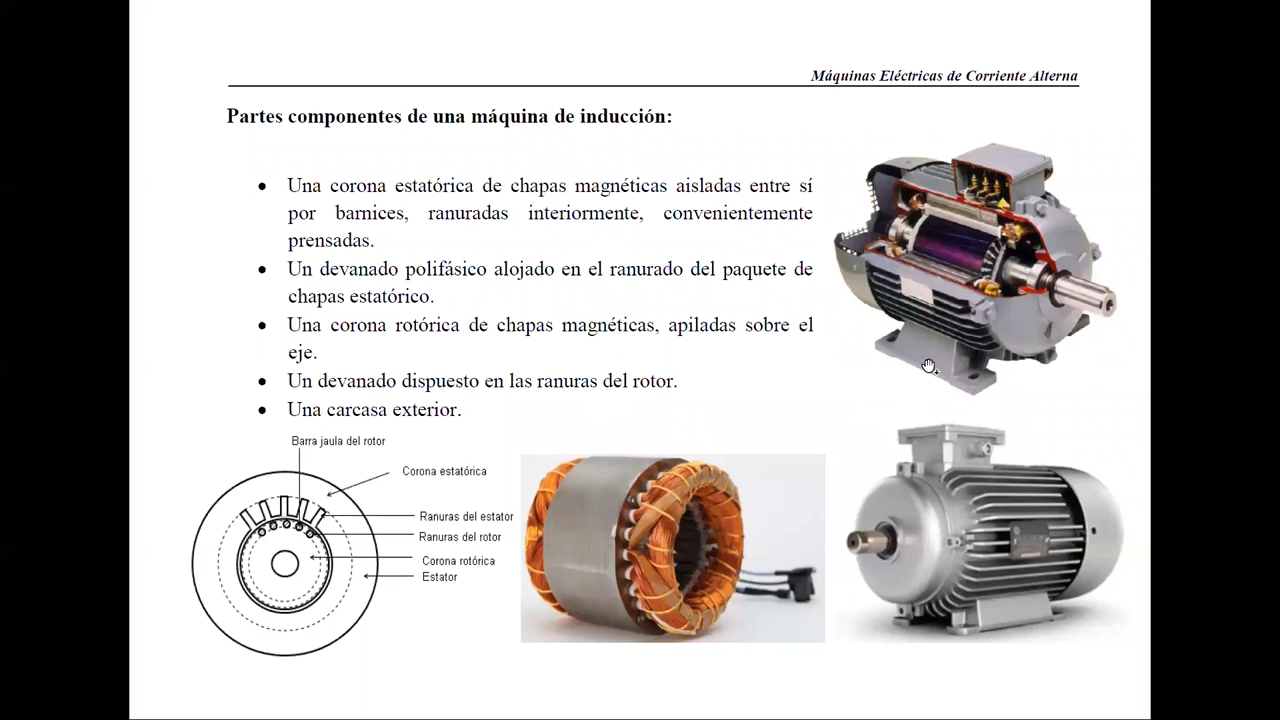 Máquinas Eléctricas de Corriente Alterna
Partes componentes de una máquina de inducción:
• Una corona estatórica de chapas magnéticas aisladas entre sí
por barnices, ranuradas interiormente, convenientemente
prensadas.
• Un devanado polifásico alojado en el ranurado del paquete de
chapas estatórico.
• Una corona rotórica de chapas magnéticas, apiladas sobre el
eje.
• Un devanado dispuesto en las ranuras del rotor.
• Una carcasa exterior.
Barra jaula del rotor
Corona estatórica
Ranuras del estator
Ranuras del rotor
Corona rotórica
Estator